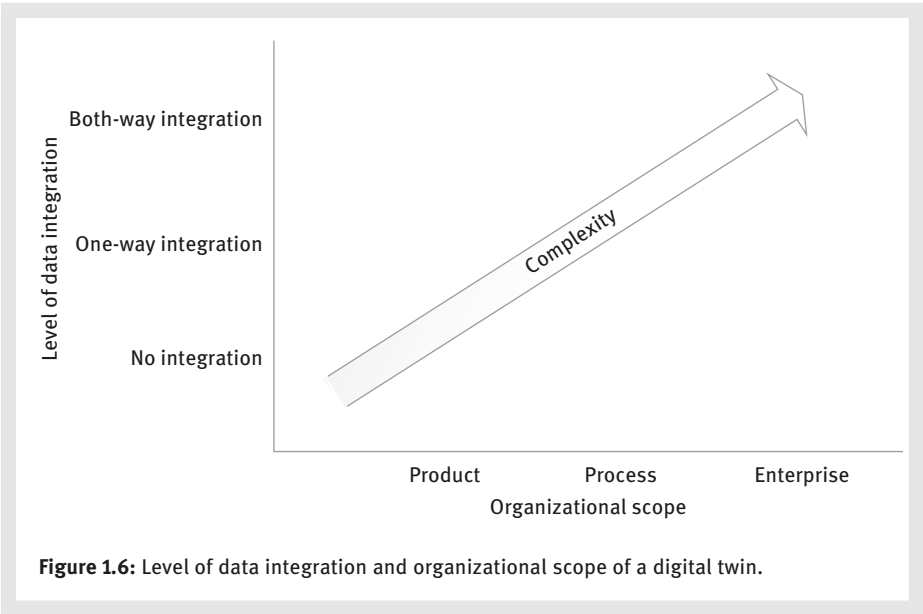 Level of data integration
Both-way integration
One-way integration
No integration
Complexity
Product
Process
Enterprise
Organizational scope
Figure 1.6: Level of data integration and organizational scope of a digital twin.